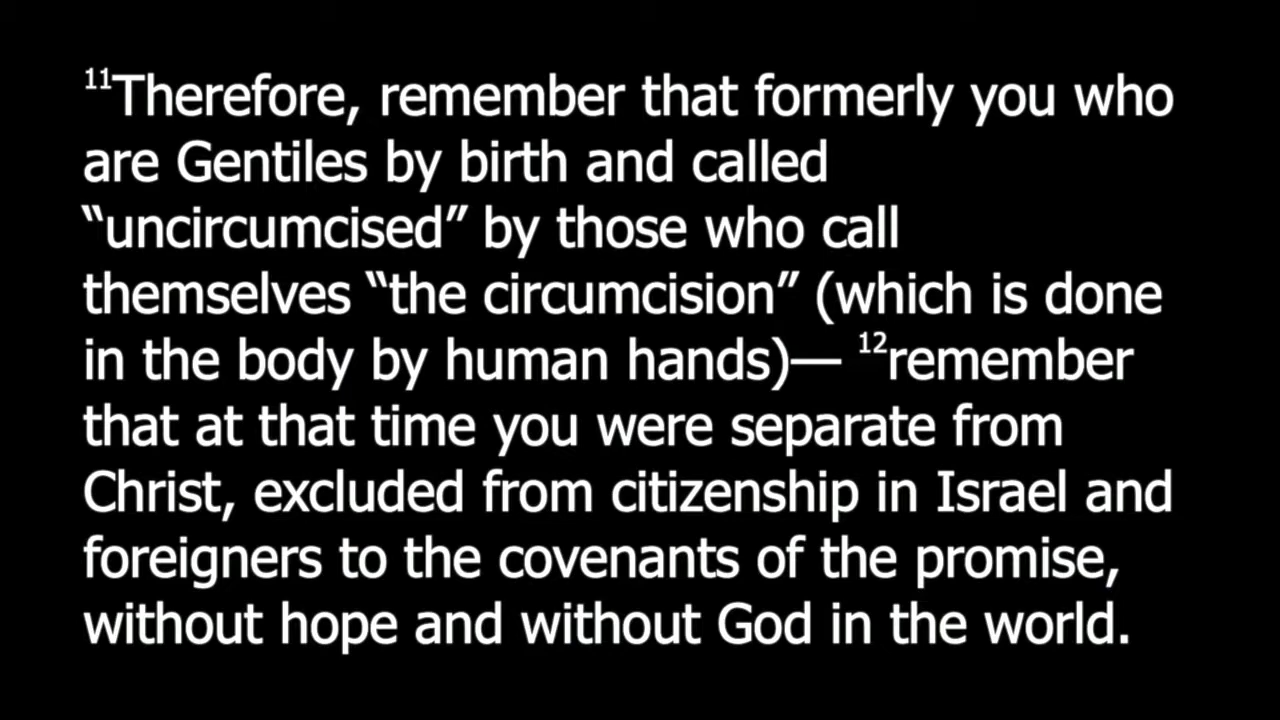 ¹¹Therefore, remember that formerly you who
are Gentiles by birth and called
“uncircumcised” by those who call
themselves “the circumcision” (which is done
in the body by human hands)— ¹²remember
that at that time you were separate from
Christ, excluded from citizenship in Israel and
foreigners to the covenants of the promise,
without hope and without God in the world.